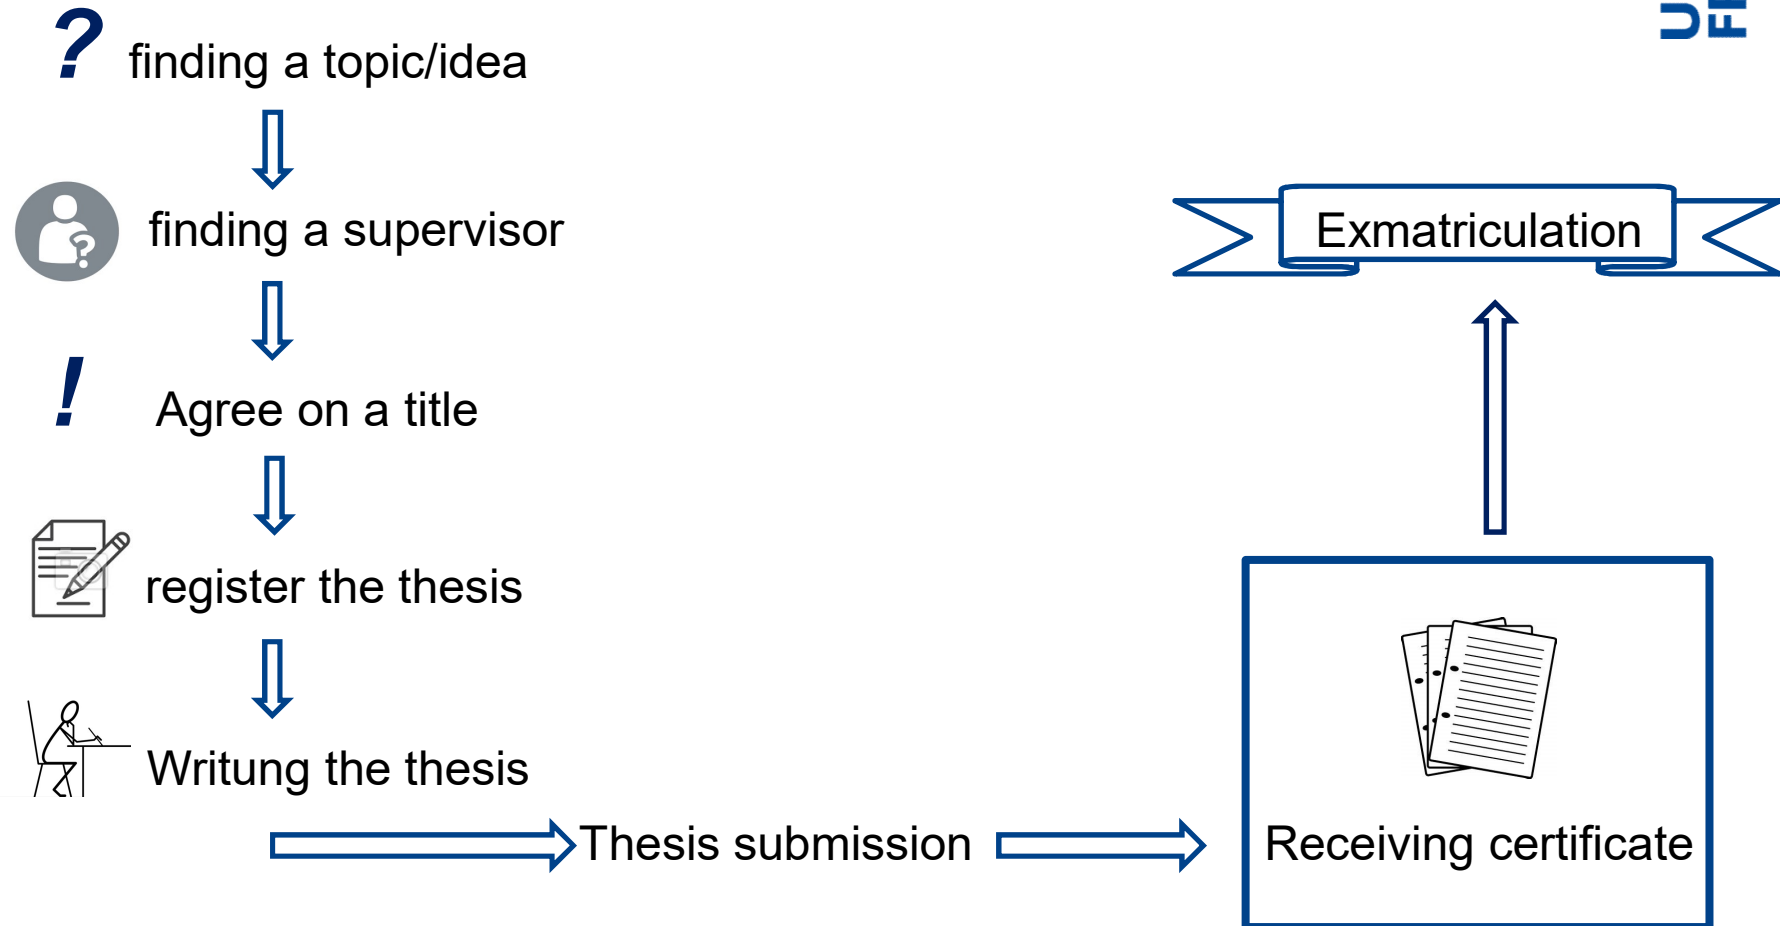 ?
finding a topic/idea
finding a supervisor
!
Agree on a title
register the thesis
Writung the thesis
Thesis submission
Receiving certificate
Exmatriculation